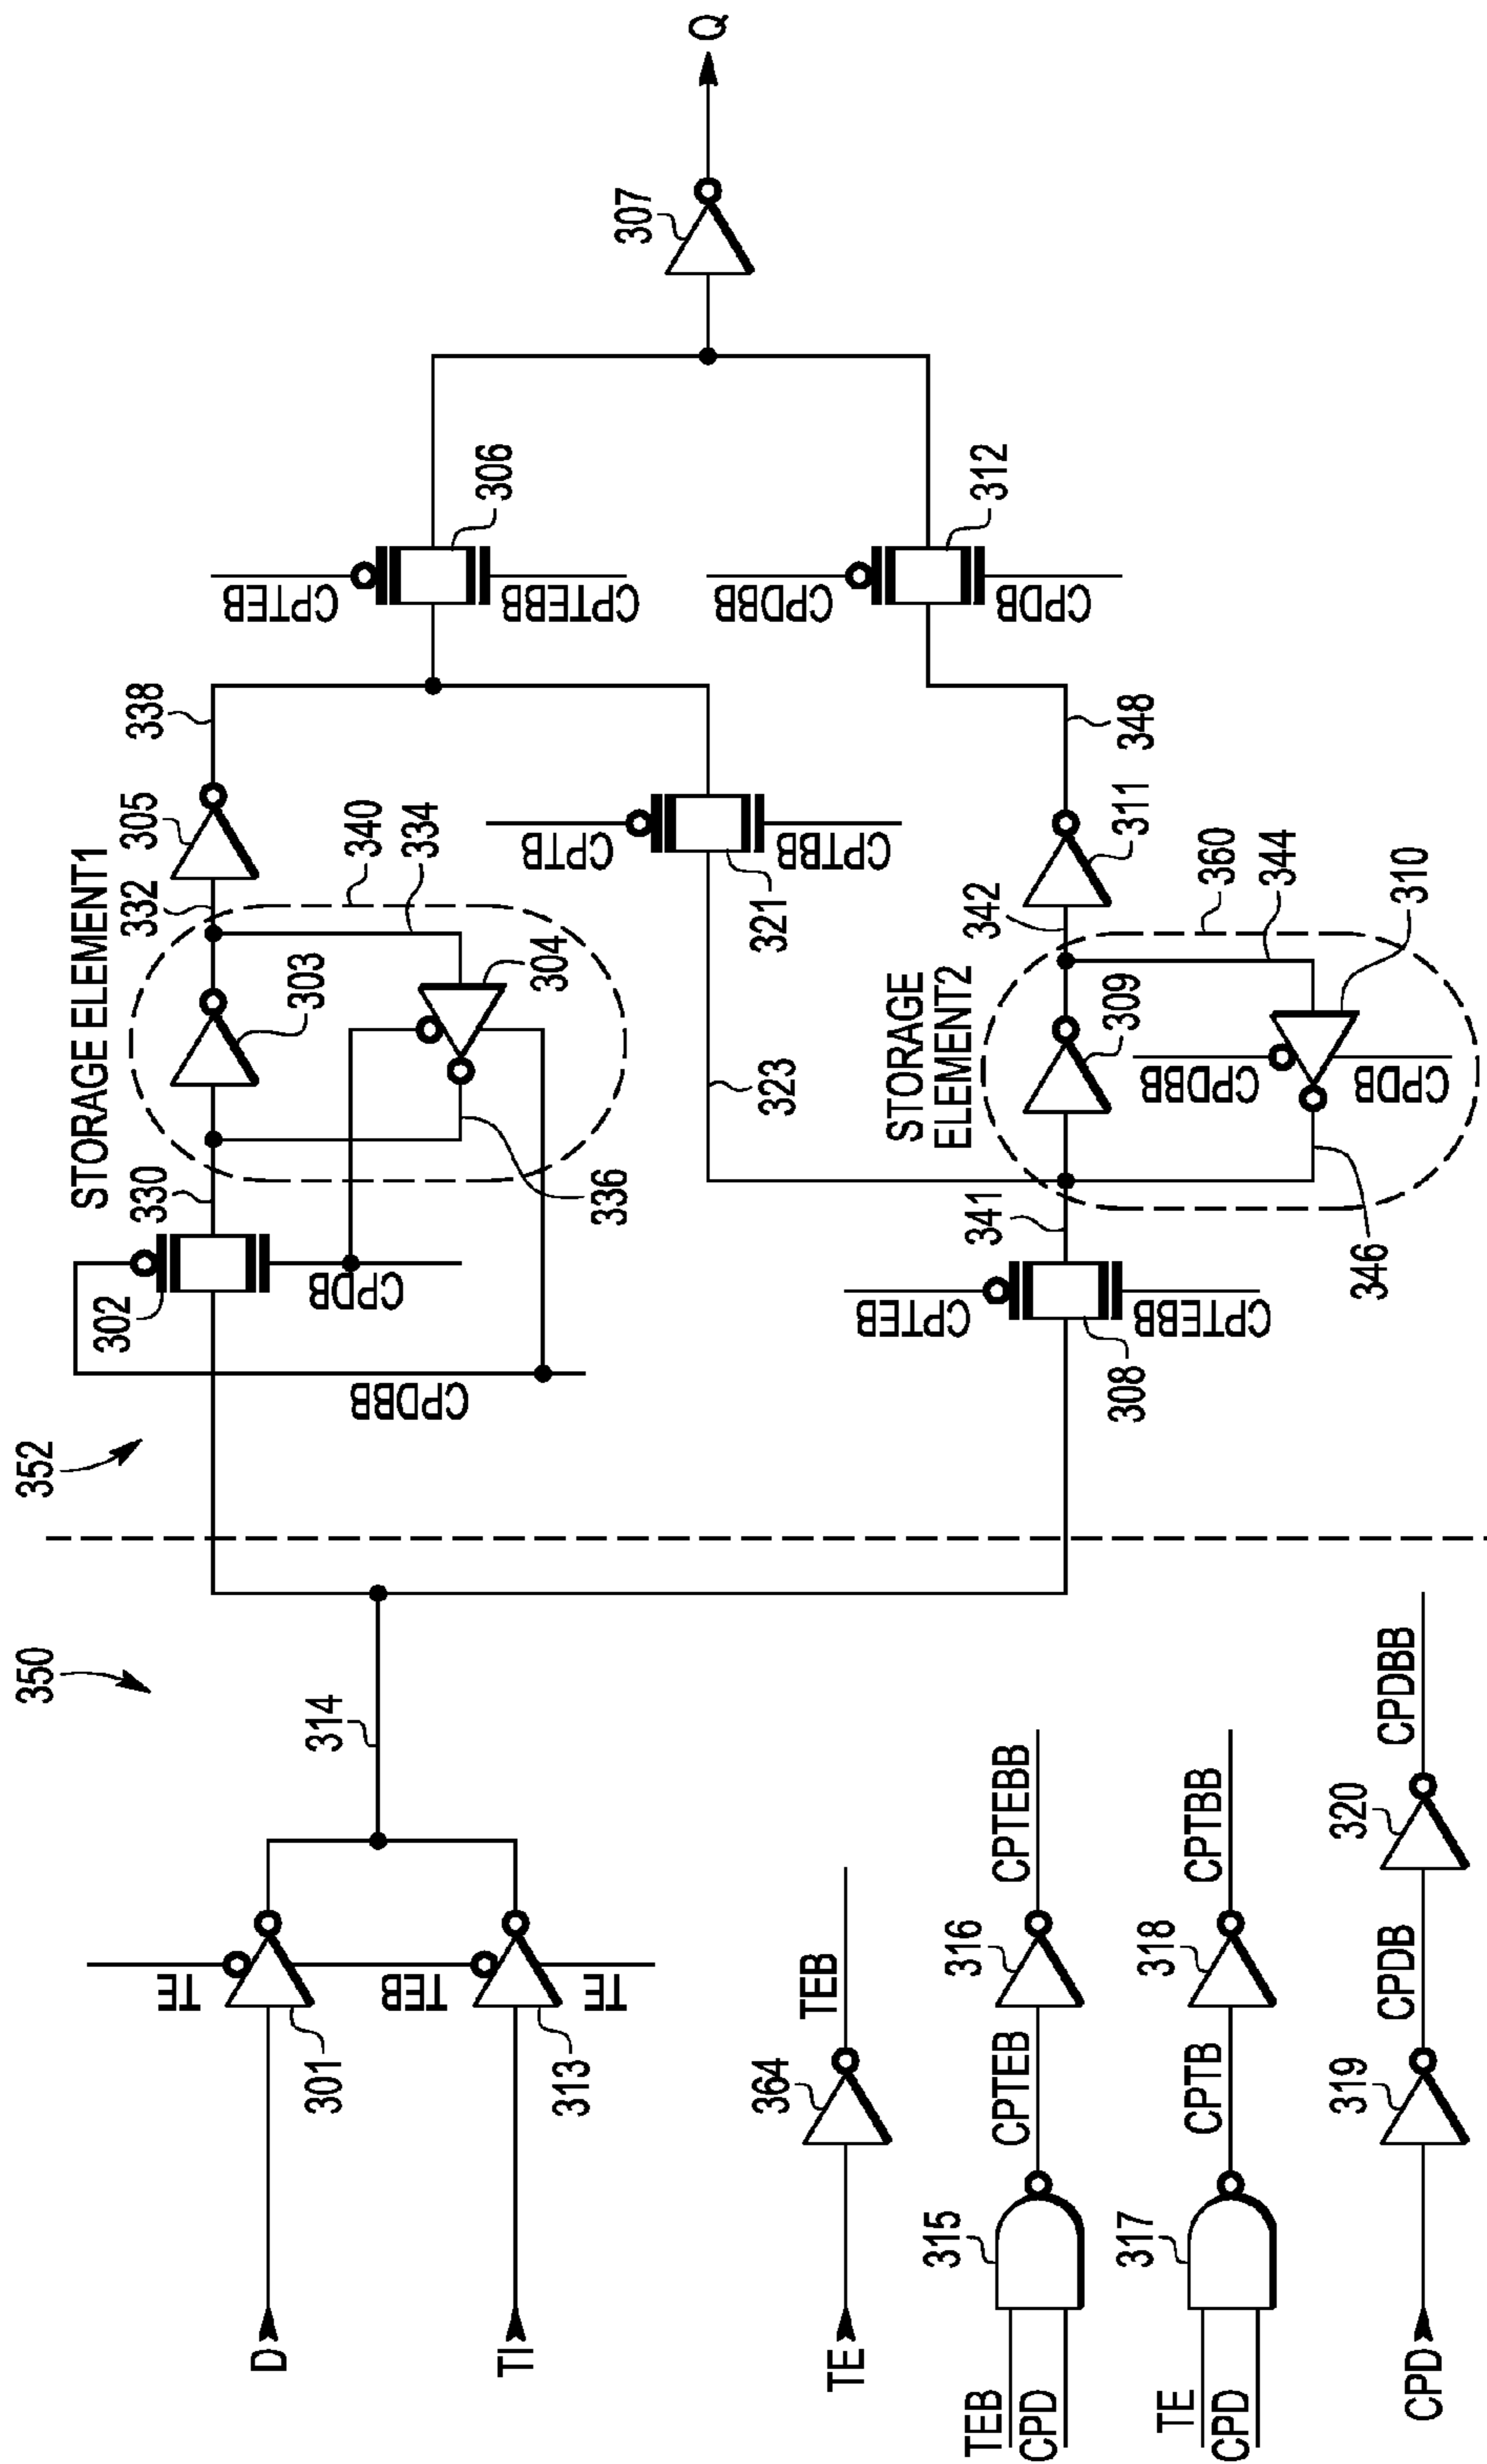 350
352
D
TI
TE
TEB
TE
301
313
314
TE
364
TEB
TEB
CPD
315
CPTEB
316
CPTEBB
TE
CPD
317
CPTB
318
CPTBB
CPD
319
CPDB
320
CPDBB
STORAGE ELEMENT1
302
330
CPDB
CPDBB
303
304
332
334
336
340
305
338
CPTB
CPTBB
321
323
CPTEB
CPTEBB
306
CPTEB
CPTEBB
308
341
STORAGE
ELEMENT2
309
CPDBB
CPDB
310
342
344
346
360
311
348
CPDBB
CPDB
312
307
Q